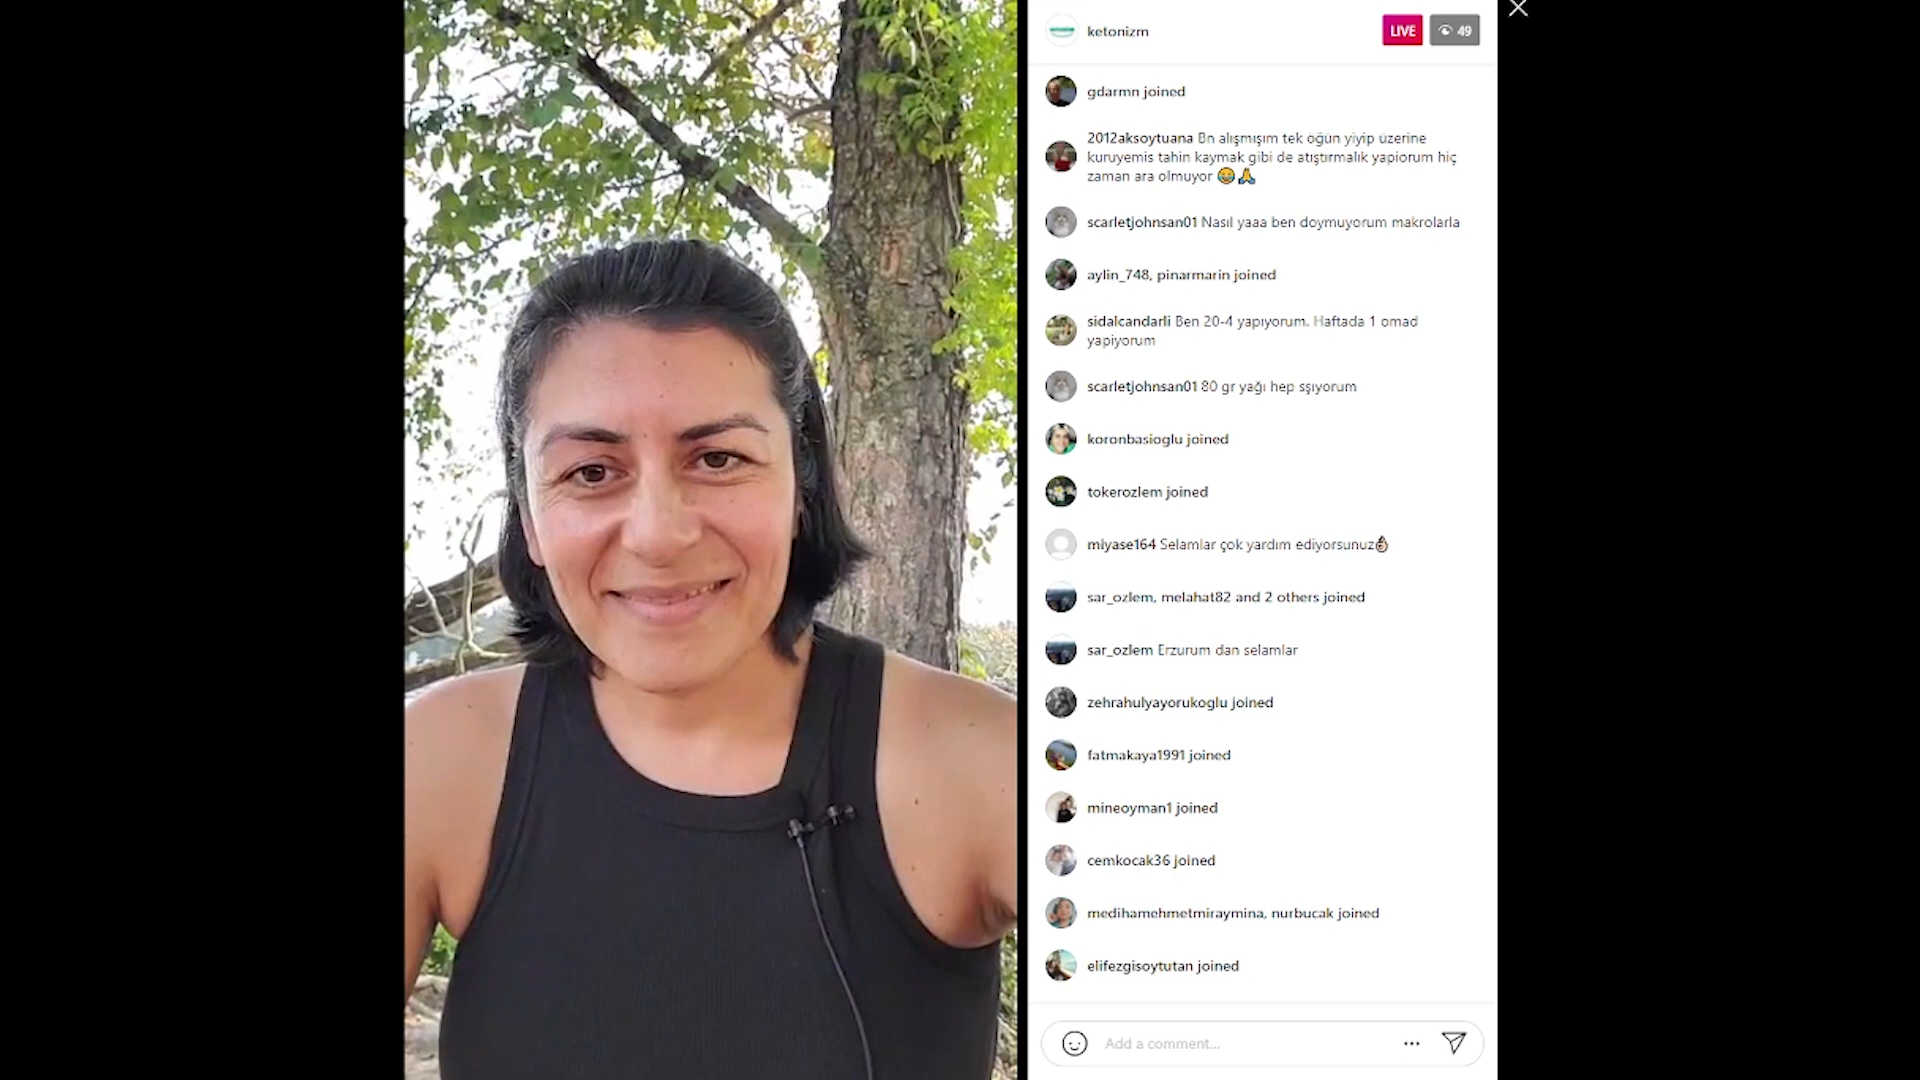 ketonizm
LIVE
49
gdarmn joined
2012aksoytuana Bn alışmışım tek öğün yiyip üzerine
kuruyemis tahin kaymak gibi de atıştırmalık yapiorum hiç
zaman ara olmuyor 😂🙏
scarletjohnsan01 Nasıl yaaa ben doymuyorum makrolarla
aylin_748, pinarmarin joined
sidalcandarli Ben 20-4 yapıyorum. Haftada 1 omad
yapiyorum
scarletjohnsan01 80 gr yağı hep sşıyorum
koronbasioglu joined
tokerozlem joined
miyase164 Selamlar çok yardım ediyorsunuz👌🏼
sar_ozlem, melahat82 and 2 others joined
sar_ozlem Erzurum dan selamlar
zehrahulyayorukoglu joined
fatmakaya1991 joined
mineoyman1 joined
cemkocak36 joined
medihamehmetmiraymina, nurbucak joined
elifezgisoytutan joined
Add a comment...